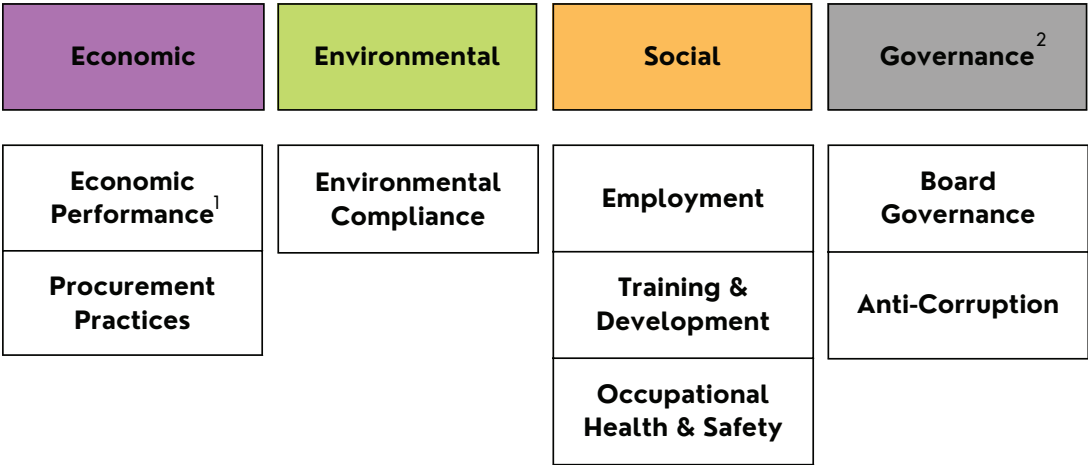 Economic
Environmental
Social
Governance2
Economic
Performance1
Procurement
Practices
Environmental
Compliance
Employment
Training &
Development
Occupational
Health & Safety
Board
Governance
Anti-Corruption